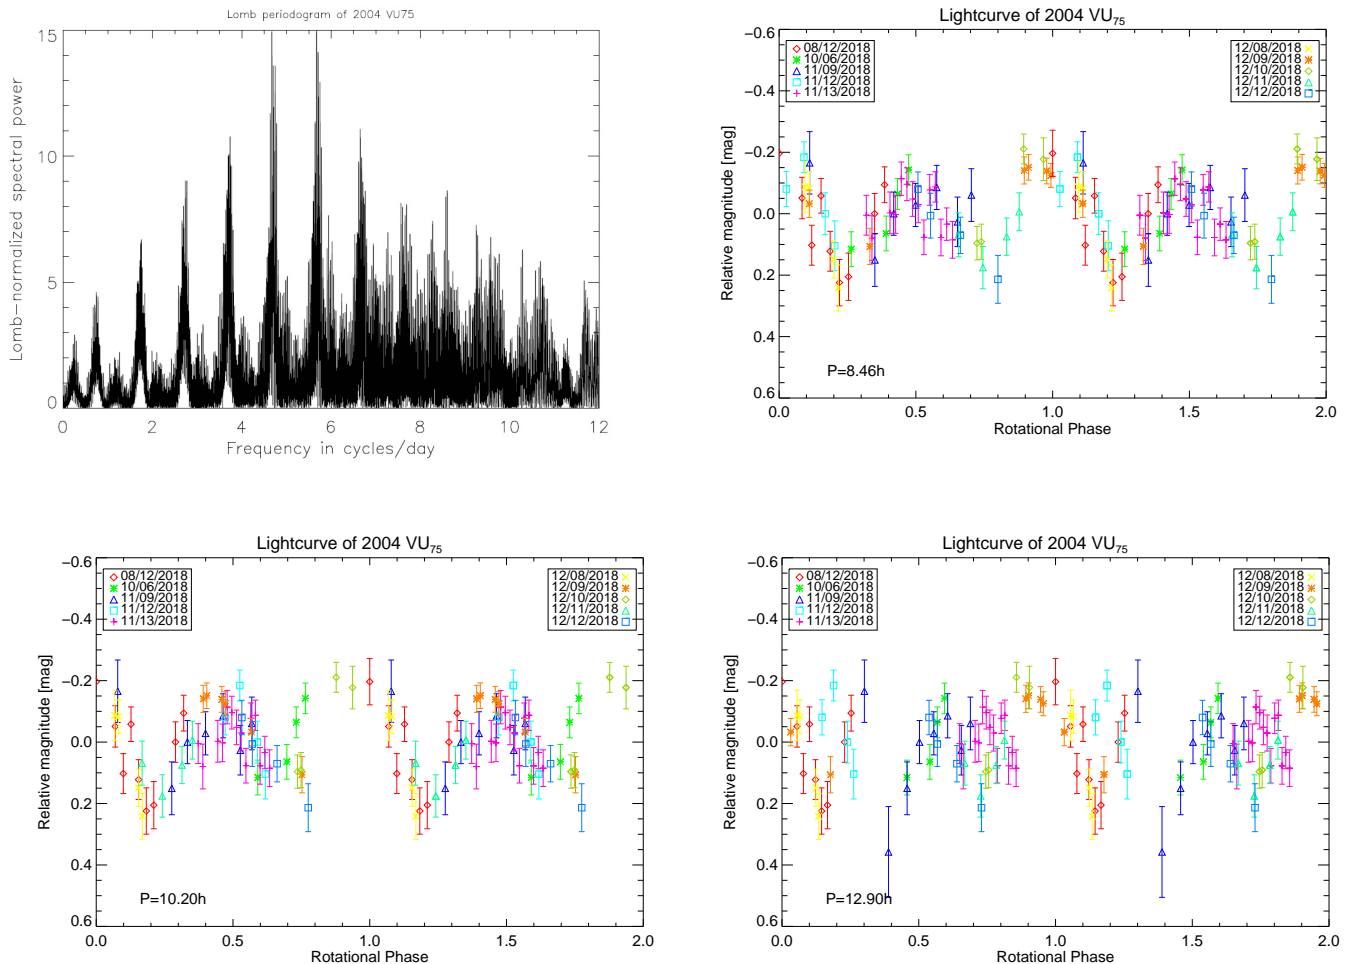 Lomb periodogram of 2004 VU75
15
10
5
0
Lomb-normalized spectral power
0 2 4 6 8 10 12
Frequency in cycles/day
Lightcurve of 2004 VU75
-0.6
-0.4
-0.2
0.0
0.2
0.4
0.6
Relative magnitude [mag]
08/12/2018
10/06/2018
11/09/2018
11/12/2018
11/13/2018
12/08/2018
12/09/2018
12/10/2018
12/11/2018
12/12/2018
P=8.46h
0.0 0.5 1.0 1.5 2.0
Rotational Phase
Lightcurve of 2004 VU75
-0.6
-0.4
-0.2
0.0
0.2
0.4
0.6
Relative magnitude [mag]
08/12/2018
10/06/2018
11/09/2018
11/12/2018
11/13/2018
12/08/2018
12/09/2018
12/10/2018
12/11/2018
12/12/2018
P=10.20h
0.0 0.5 1.0 1.5 2.0
Rotational Phase
Lightcurve of 2004 VU75
-0.6
-0.4
-0.2
0.0
0.2
0.4
0.6
Relative magnitude [mag]
08/12/2018
10/06/2018
11/09/2018
11/12/2018
11/13/2018
12/08/2018
12/09/2018
12/10/2018
12/11/2018
12/12/2018
P=12.90h
0.0 0.5 1.0 1.5 2.0
Rotational Phase